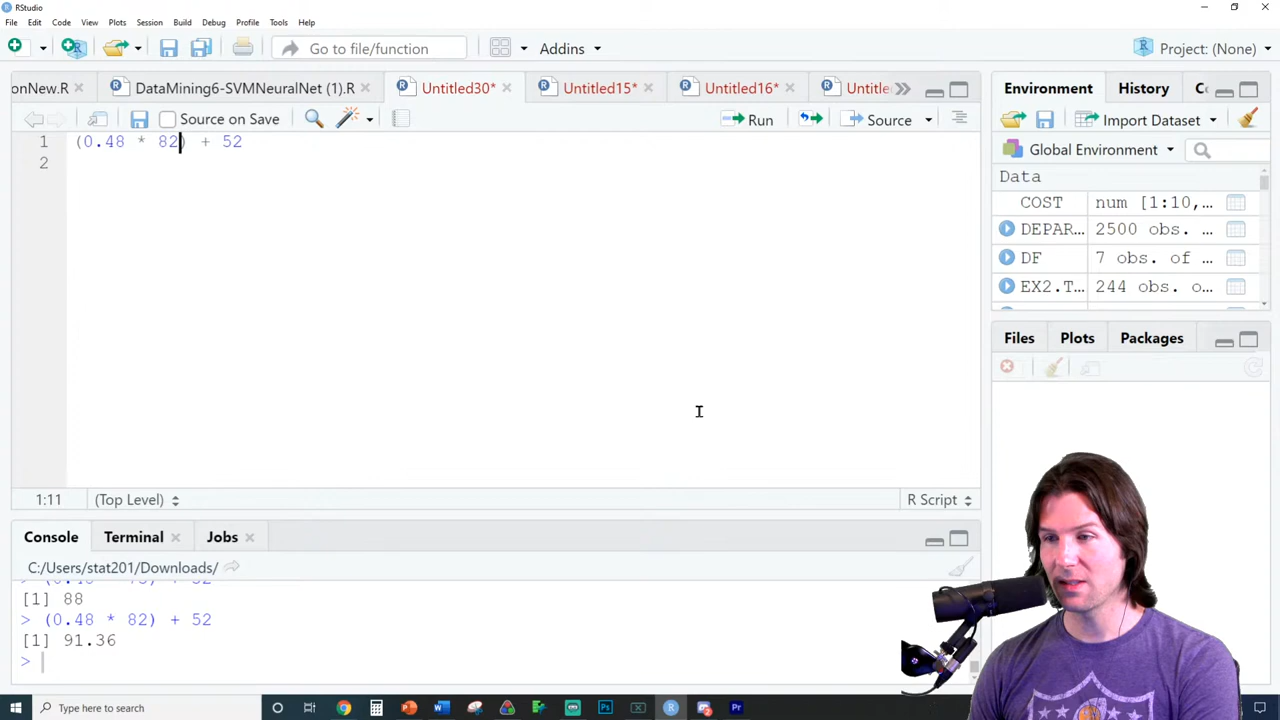 RStudio
File Edit Code View Plots Session Build Debug Profile Tools Help
Go to file/function Addins Project: (None)
onNew.R DataMining6-SVMNeuralNet (1).R Untitled30* Untitled15* Untitled16* Untitle
Source on Save Run Source
1 (0.48 * 82) + 52
2
1:11 (Top Level) R Script
Console Terminal Jobs
C:/Users/stat201/Downloads/
[1] 88
> (0.48 * 82) + 52
[1] 91.36
>
Environment History C
Import Dataset
Global Environment
Data
COST num [1:10,...
DEPAR... 2500 obs. ...
DF 7 obs. of ...
EX2.T... 244 obs. o...
Files Plots Packages
Type here to search